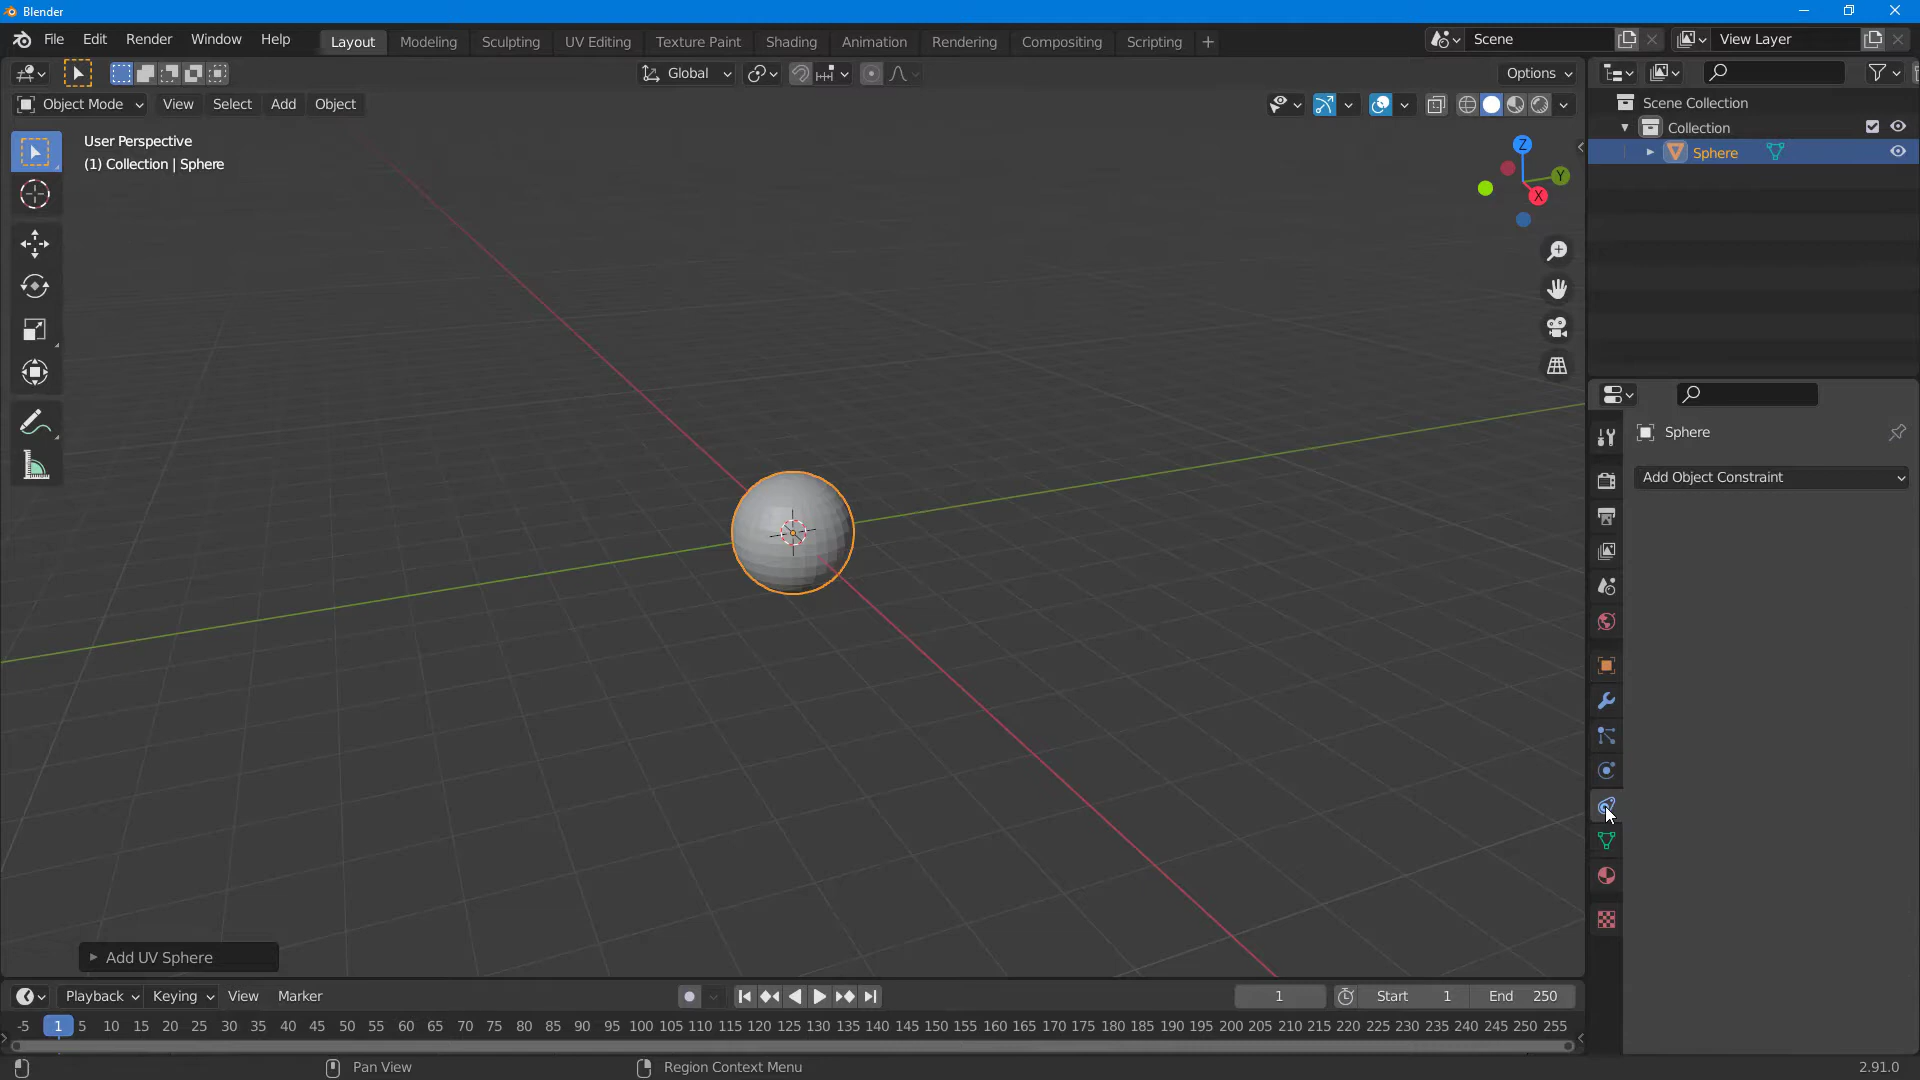 Blender
File Edit Render Window Help Layout Modeling Sculpting UV Editing Texture Paint Shading Animation Rendering Compositing Scripting + Scene View Layer
Global Options
Object Mode View Select Add Object
User Perspective
(1) Collection | Sphere
Z
Y
X
Scene Collection
Collection
Sphere
Sphere
Add Object Constraint
Add UV Sphere
Playback Keying View Marker 1 Start 1 End 250
-5 1 5 10 15 20 25 30 35 40 45 50 55 60 65 70 75 80 85 90 95 100 105 110 115 120 125 130 135 140 145 150 155 160 165 170 175 180 185 190 195 200 205 210 215 220 225 230 235 240 245 250 255
Pan View Region Context Menu 2.91.0